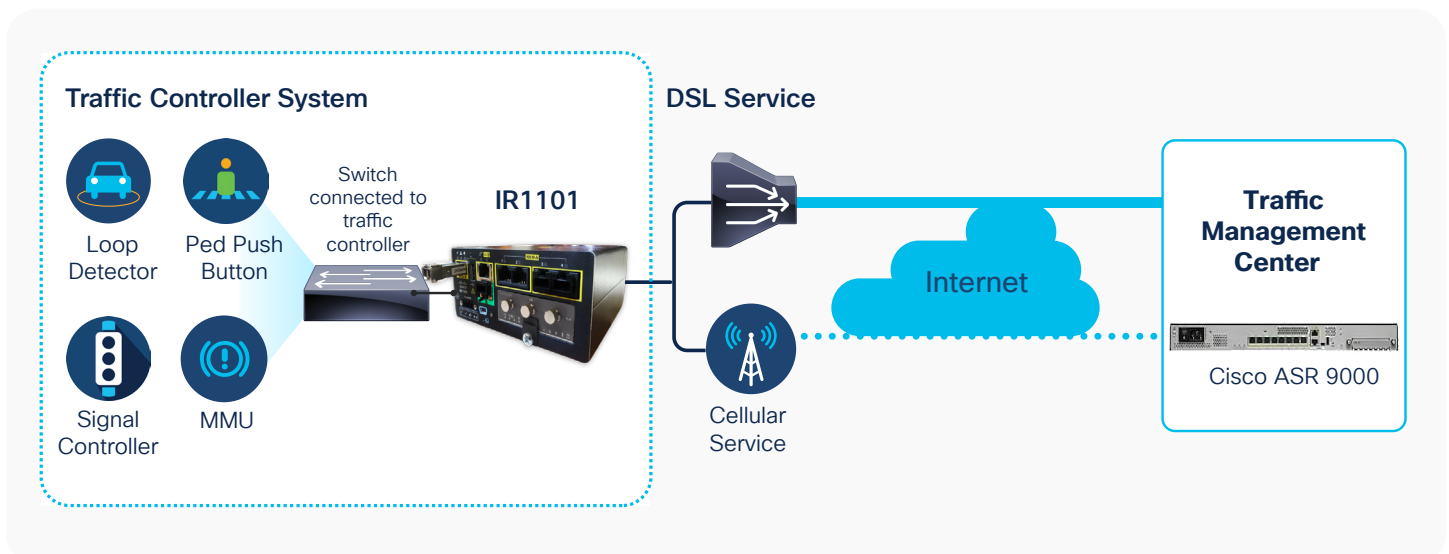 Traffic Controller System
Loop
Detector
Ped Push
Button
Signal
Controller
MMU
Switch
connected to
traffic
controller
IR1101
DSL Service
Cellular
Service
Internet
Traffic
Management
Center
Cisco ASR 9000